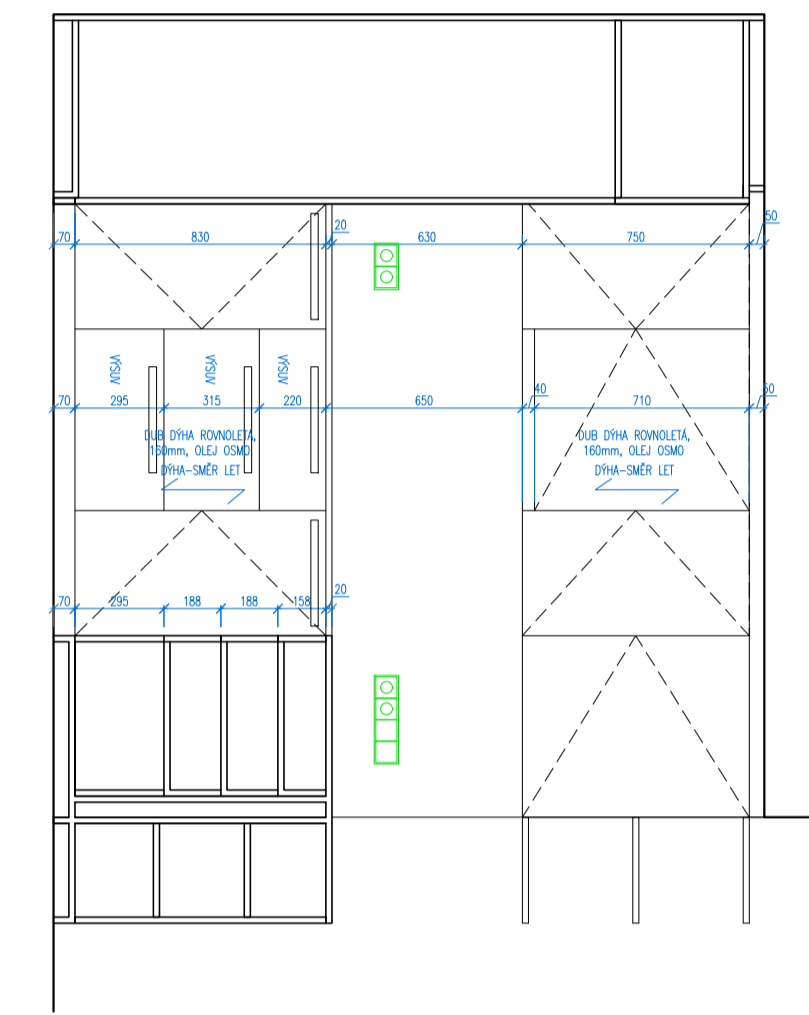 70 830 20 630 750 50
VÝSUV VÝSUV VÝSUV
70 295 315 220 650 40 710 50
DUB DÝHA ROVNOLETÁ,
160mm, OLEJ OSMO
DÝHA-SMĚR LET
DUB DÝHA ROVNOLETÁ,
160mm, OLEJ OSMO
DÝHA-SMĚR LET
70 295 188 188 158 20